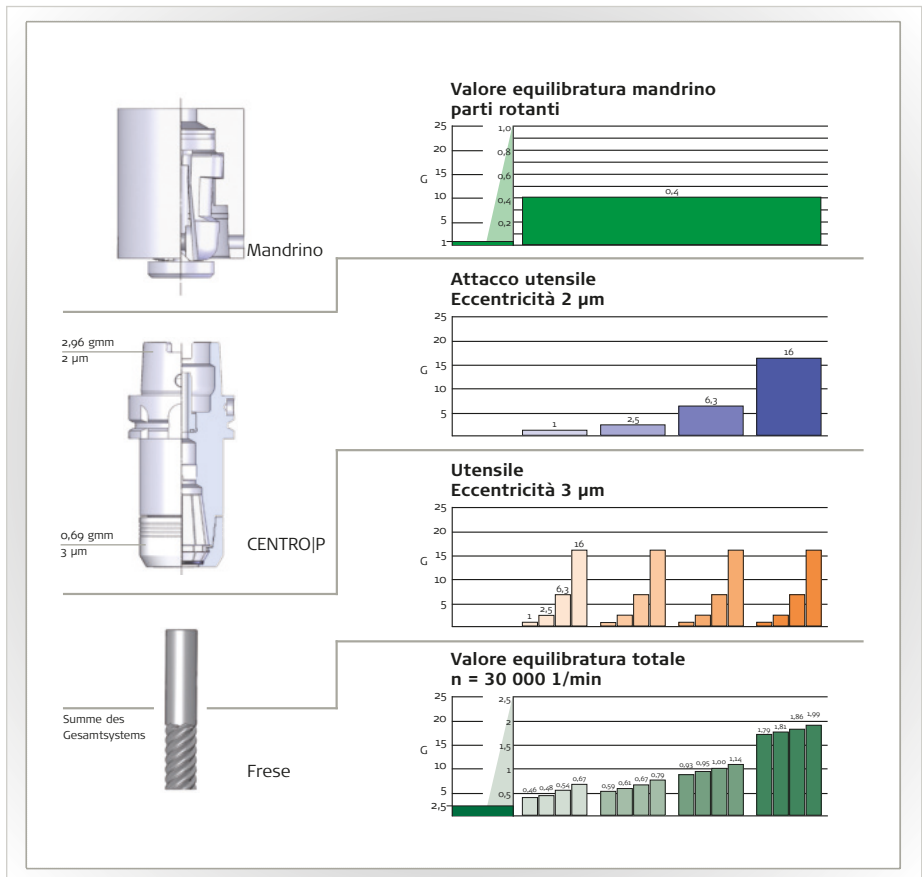 Valore equilibratura mandrino
parti rotanti
25
20
15
G
10
5
1
1,0
0,8
0,6
0,4
0,2
0,4
Mandrino
Attacco utensile
Eccentricità 2 µm
25
20
15
G
10
5
1
2,5
6,3
16
2,96 gmm
2 µm
0,69 gmm
3 µm
CENTRO|P
Utensile
Eccentricità 3 µm
25
20
15
G
10
5
1
2,5
6,3
16
Valore equilibratura totale
n = 30 000 1/min
25
20
15
G
10
5
2,5
2,5
2
1,5
1
0,5
0,46 0,48 0,54 0,67
0,59 0,61 0,67 0,79
0,93 0,95 1,00 1,14
1,79 1,81 1,86 1,99
Summe des
Gesamtsystems
Frese